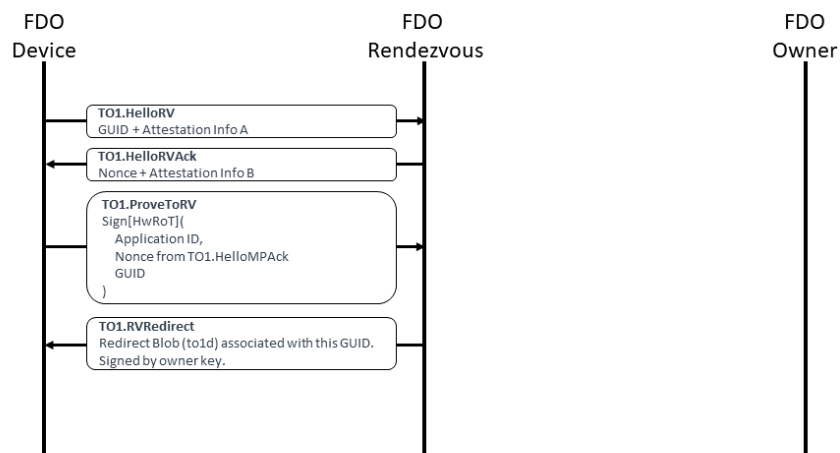 FDO
Device
FDO
Rendezvous
FDO
Owner
TO1.HelloRV
GUID + Attestation Info A
TO1.HelloRVAck
Nonce + Attestation Info B
TO1.ProveToRV
Sign[HwRoT](
Application ID,
Nonce from TO1.HelloMPAck
GUID
)
TO1.RVRedirect
Redirect Blob (to1d) associated with this GUID.
Signed by owner key.